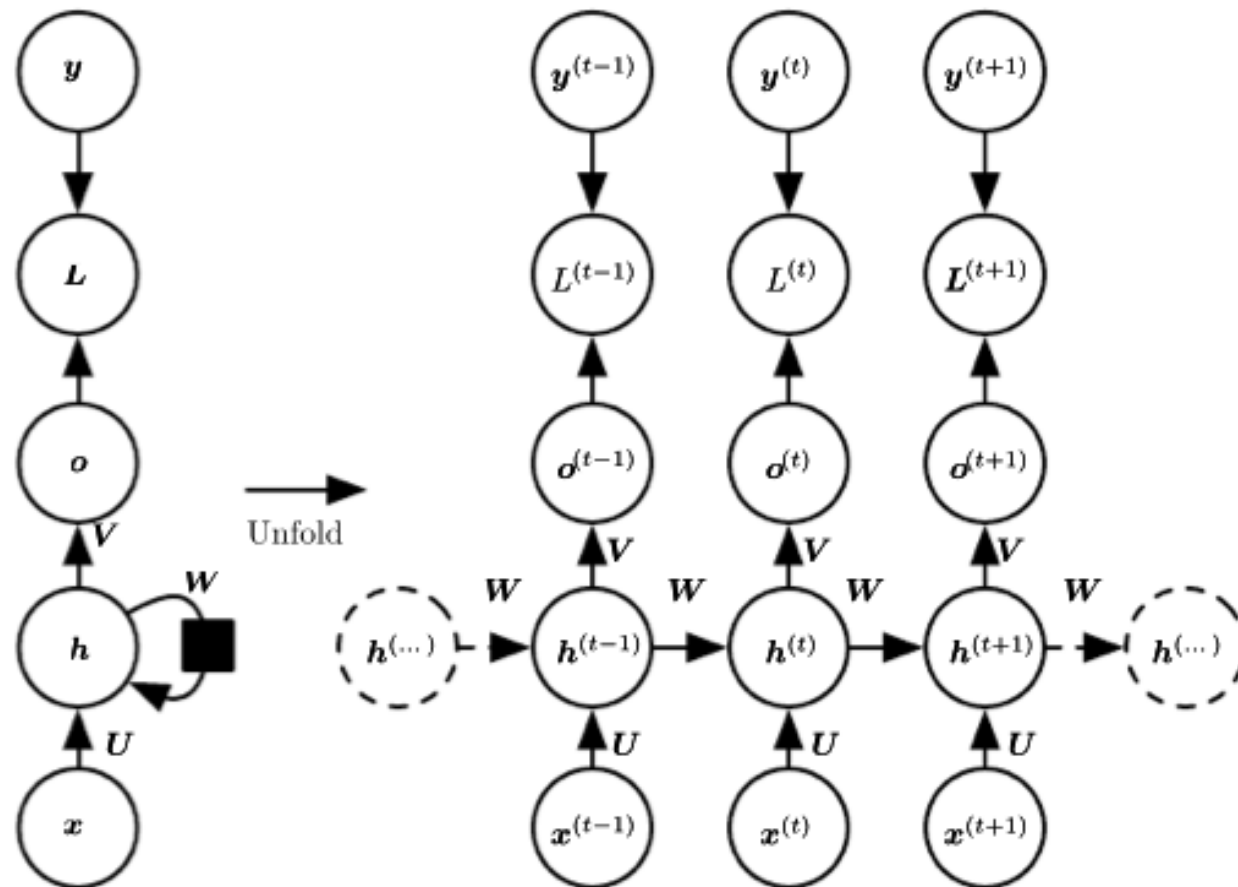 y y^(t−1) y^(t) y^(t+1)
L L^(t−1) L^(t) L^(t+1)
o o^(t−1) o^(t) o^(t+1)
Unfold
V V V V
W W W W W
h h^(...) h^(t−1) h^(t) h^(t+1) h^(...)
U U U U
x x^(t−1) x^(t) x^(t+1)